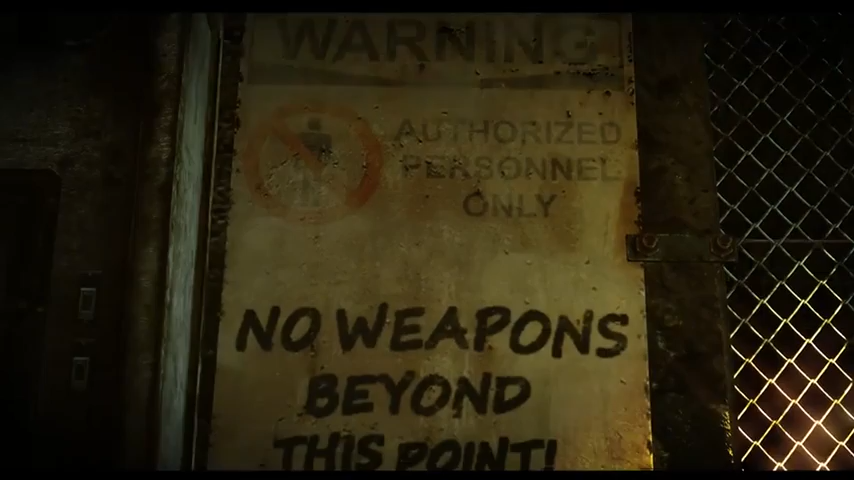 WARNING
AUTHORIZED
PERSONNEL
ONLY
NO WEAPONS
BEYOND
THIS POINT!